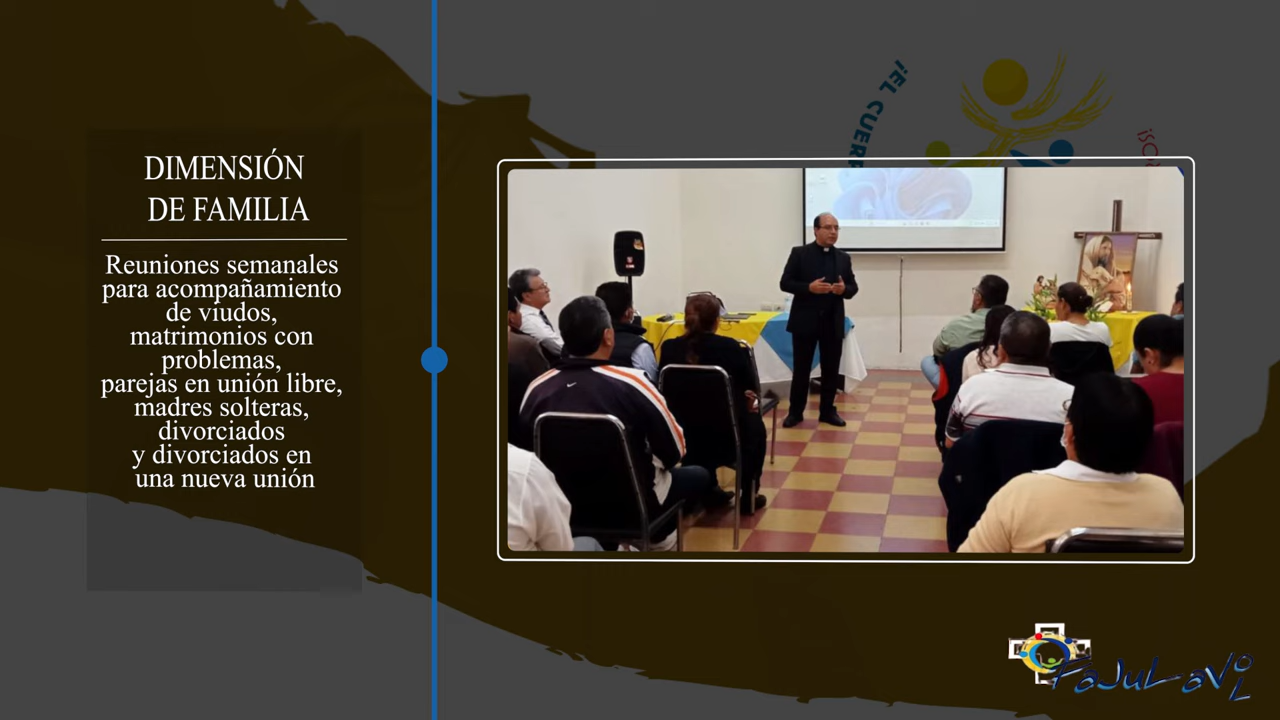 DIMENSIÓN
DE FAMILIA
Reuniones semanales
para acompañamiento
de viudos,
matrimonios con
problemas,
parejas en unión libre,
madres solteras,
divorciados
y divorciados en
una nueva unión
¡EL
FaJuLaVoL